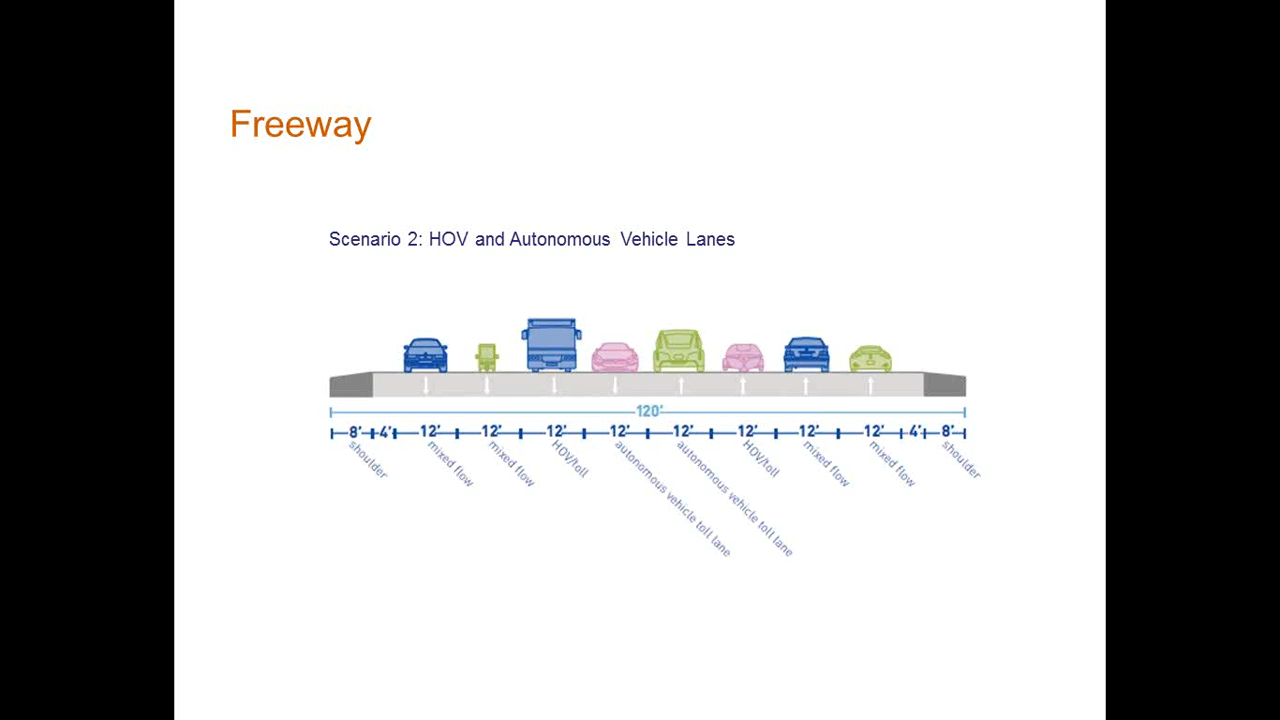 Freeway
Scenario 2: HOV and Autonomous Vehicle Lanes
120'
8' 4' 12' 12' 12' 12' 12' 12' 12' 12' 4' 8'
shoulder mixed flow mixed flow HOV/toll autonomous vehicle toll lane autonomous vehicle toll lane HOV/toll mixed flow mixed flow shoulder